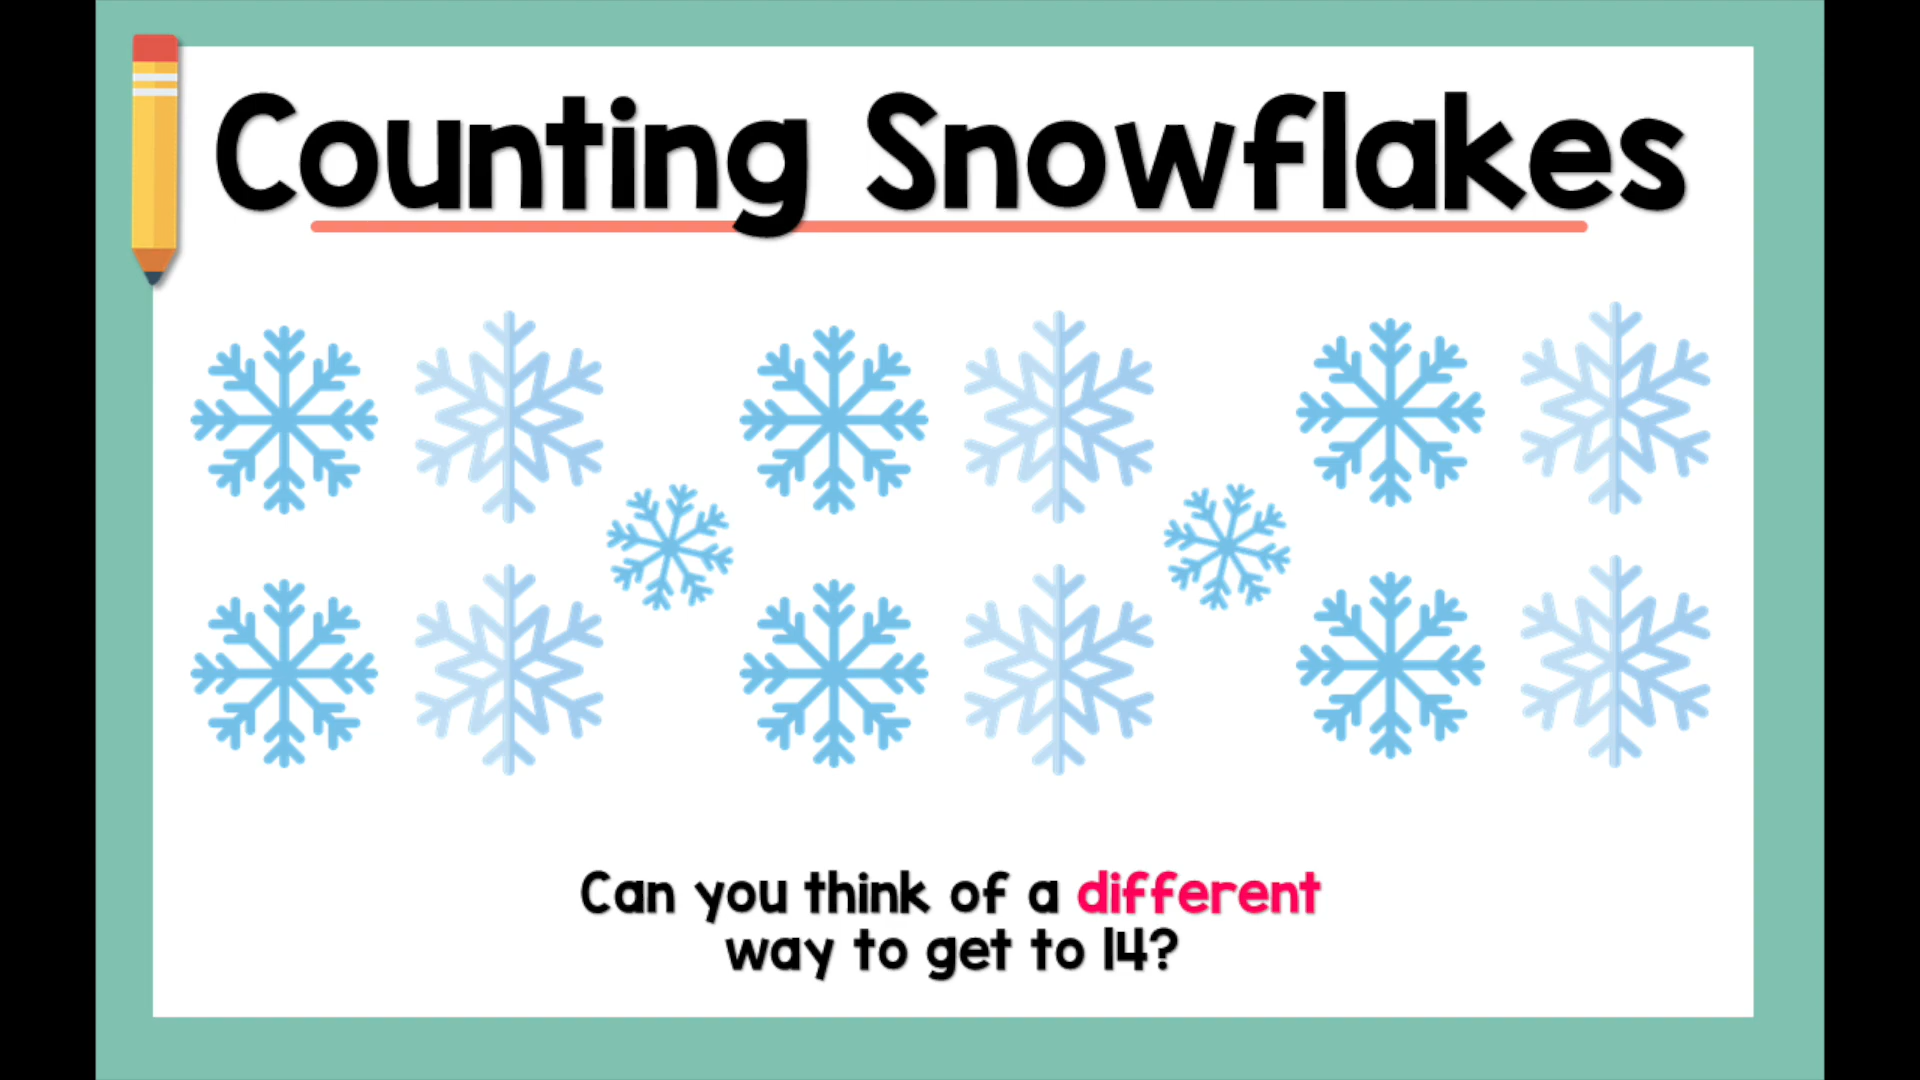 Counting Snowflakes
Can you think of a different
way to get to 14?